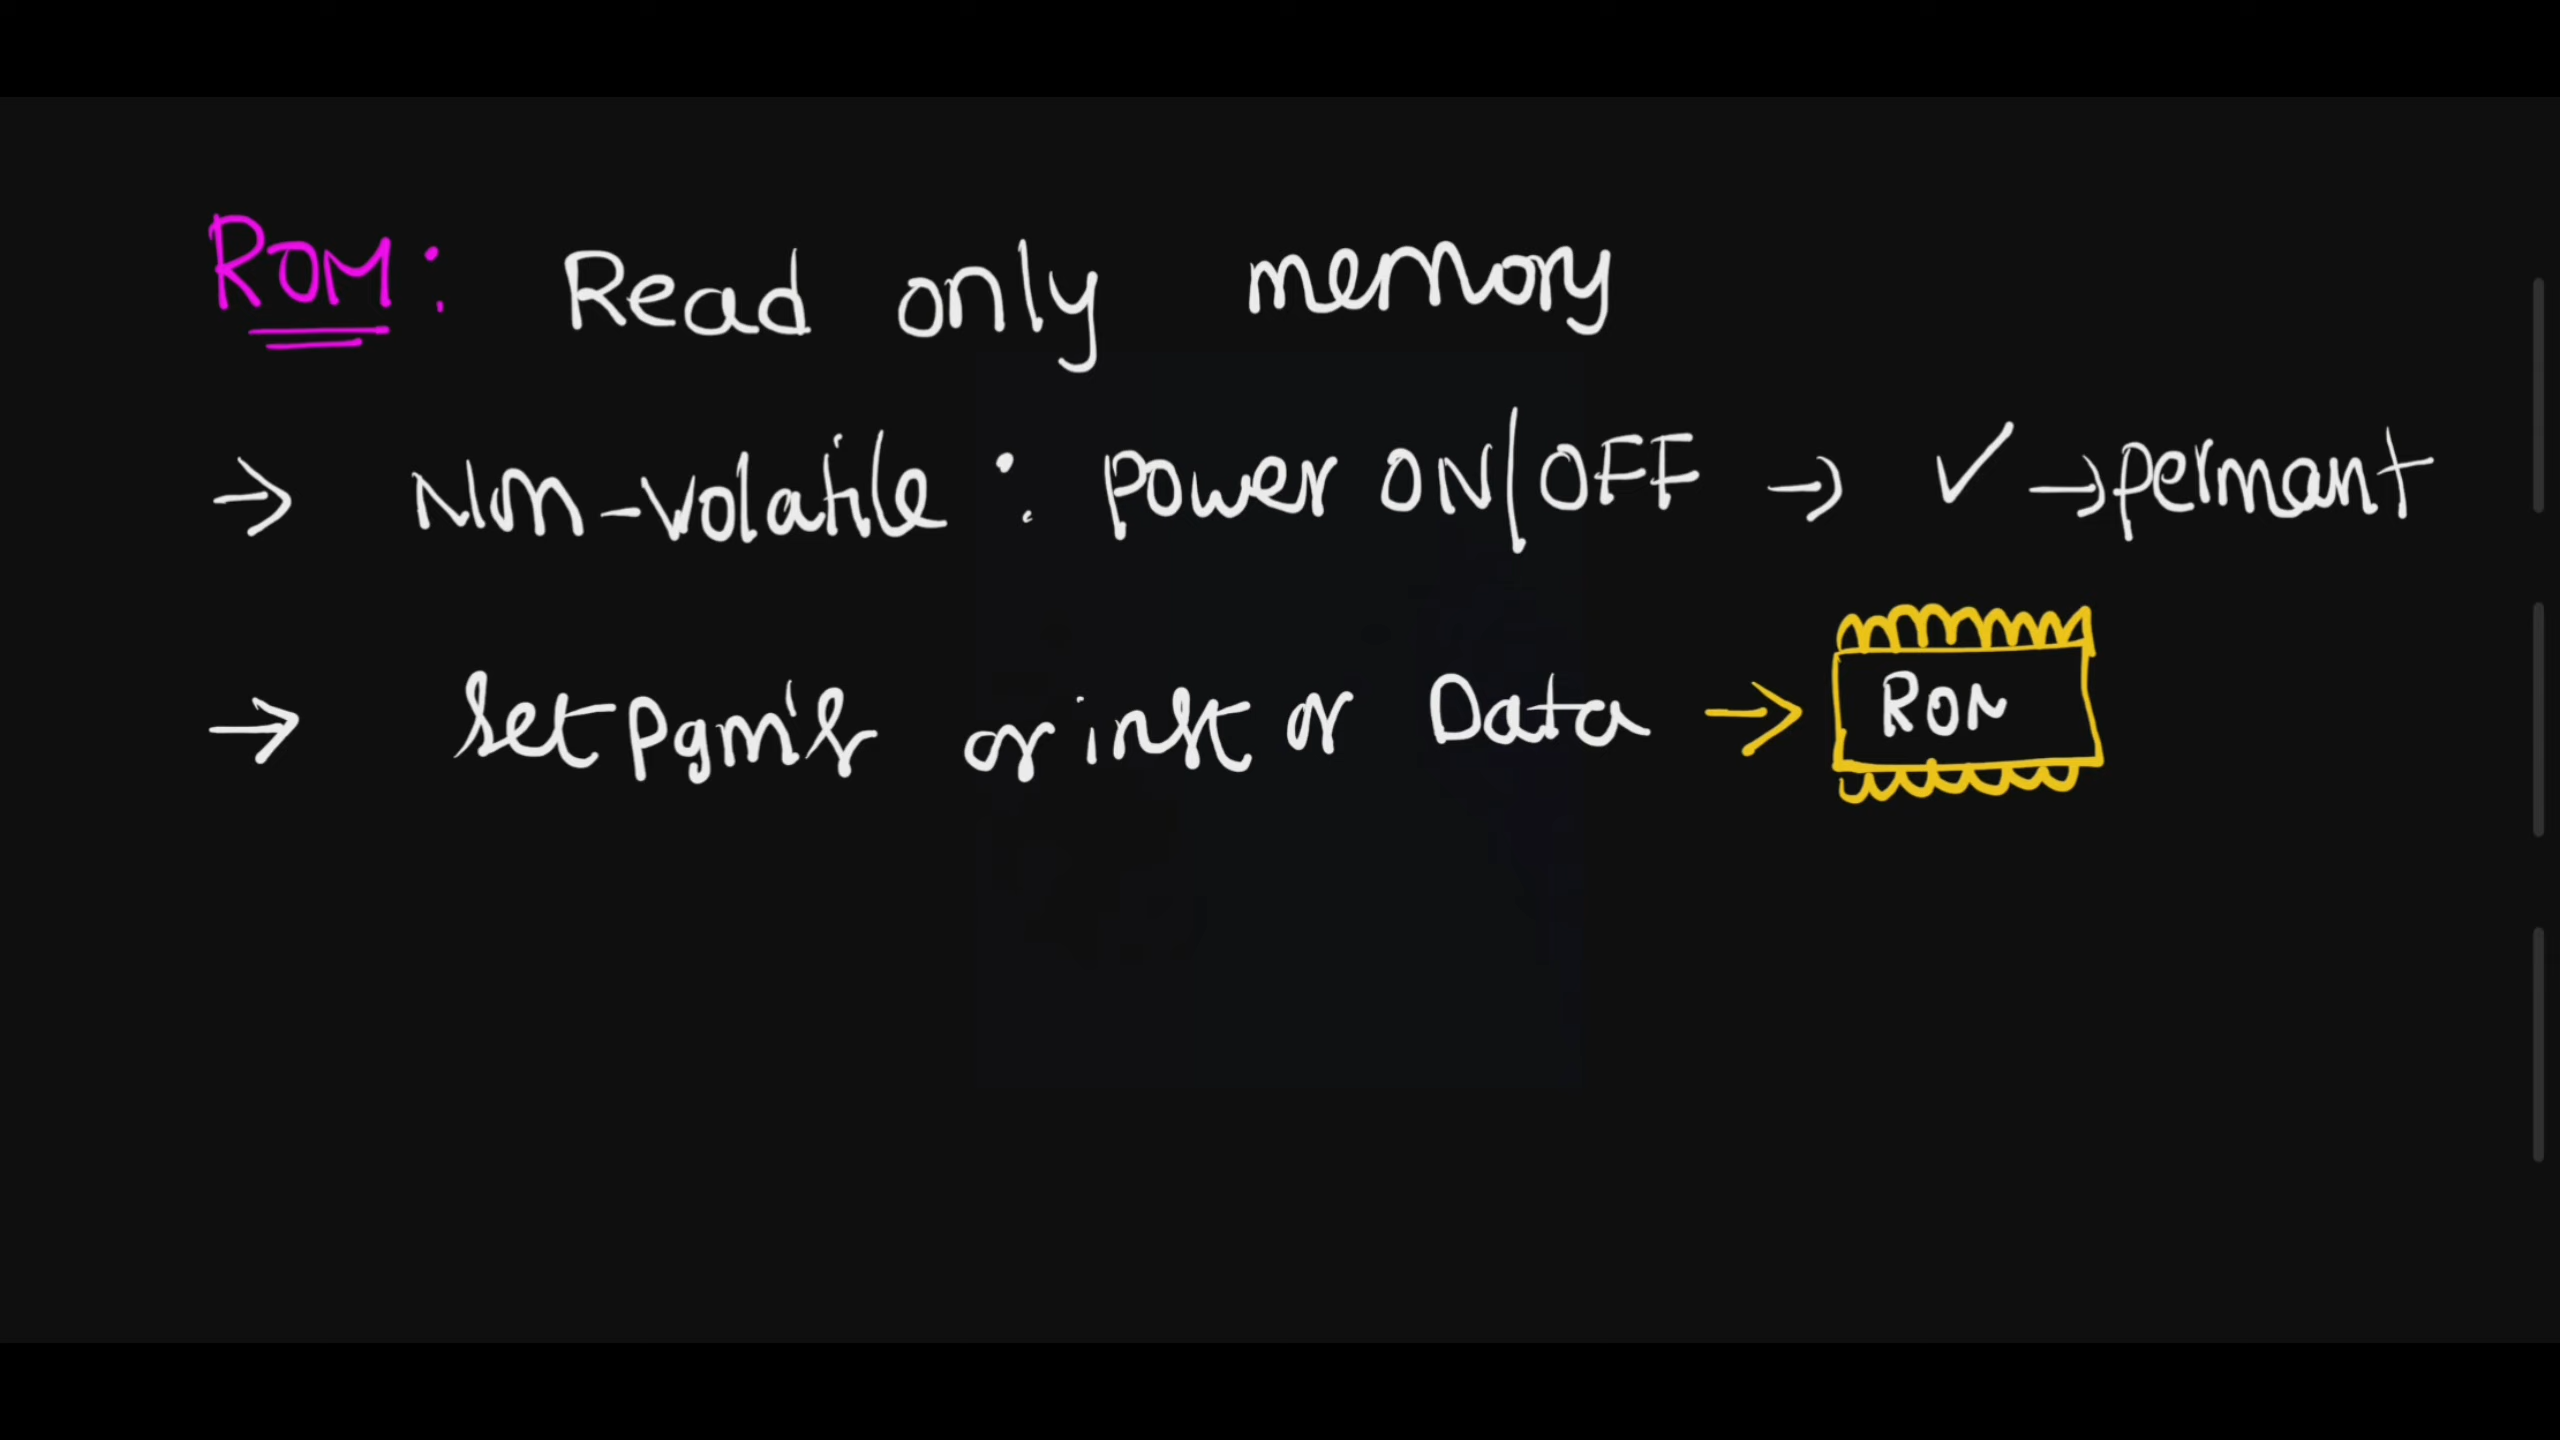 ROM: Read only memory
→ Non-volatile : power ON/OFF → ✓ → permant
→ Set pgm's or inst or Data → ROM